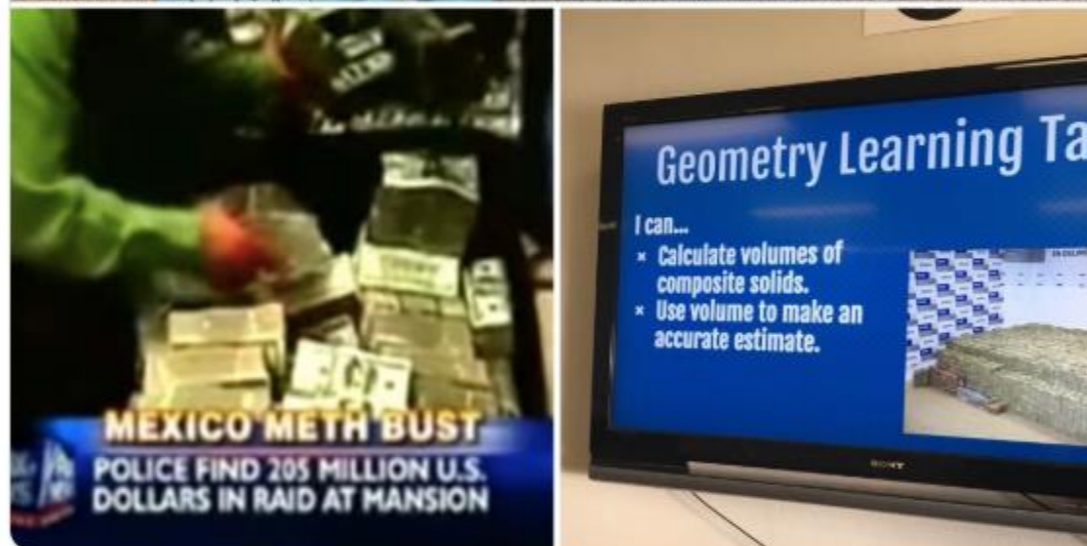 MEXICO METH BUST
POLICE FIND 205 MILLION U.S.
DOLLARS IN RAID AT MANSION
Geometry Learning Ta
I can...
× Calculate volumes of
composite solids.
× Use volume to make an
accurate estimate.
SONY